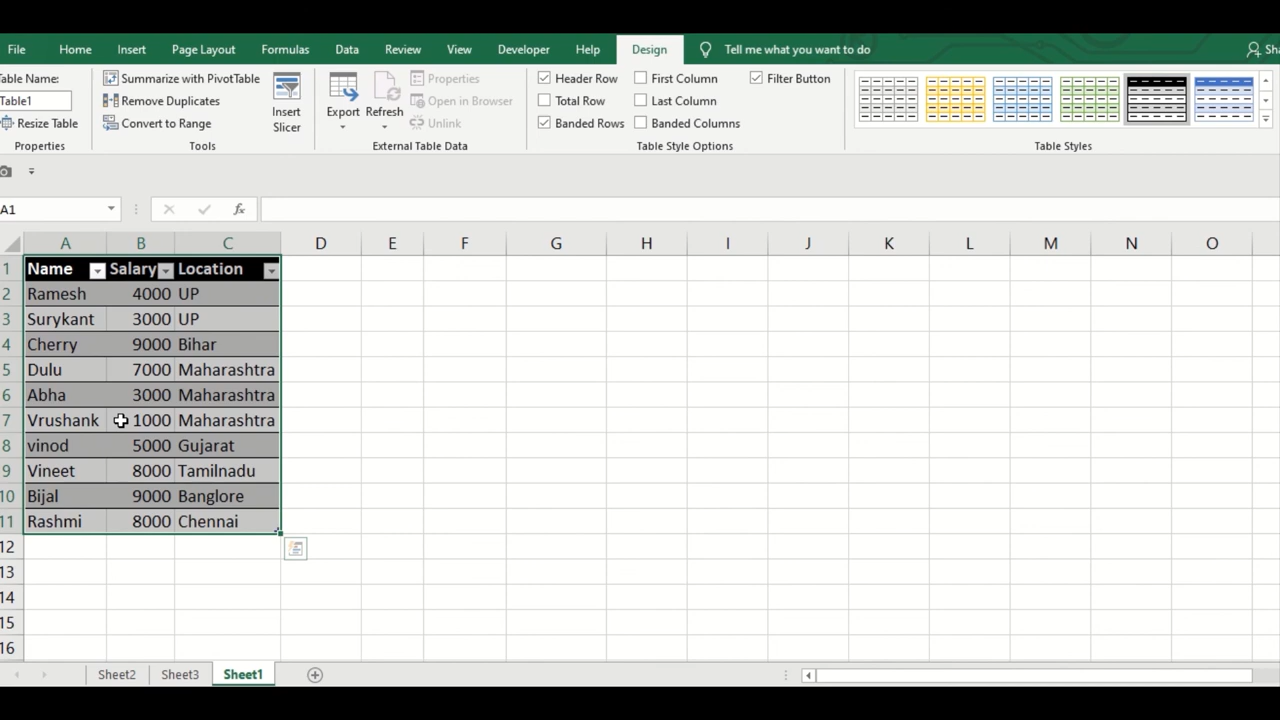 File Home Insert Page Layout Formulas Data Review View Developer Help Design Tell me what you want to do Sha
Table Name: Summarize with PivotTable Properties Header Row First Column Filter Button
Table1 Remove Duplicates Insert Slicer Export Refresh Open in Browser Total Row Last Column
Resize Table Convert to Range Unlink Banded Rows Banded Columns
Properties Tools External Table Data Table Style Options Table Styles
A1 fx
A B C D E F G H I J K L M N O
1 Name Salary Location
2 Ramesh 4000 UP
3 Surykant 3000 UP
4 Cherry 9000 Bihar
5 Dulu 7000 Maharashtra
6 Abha 3000 Maharashtra
7 Vrushank 1000 Maharashtra
8 vinod 5000 Gujarat
9 Vineet 8000 Tamilnadu
10 Bijal 9000 Banglore
11 Rashmi 8000 Chennai
12
13
14
15
16
Sheet2 Sheet3 Sheet1